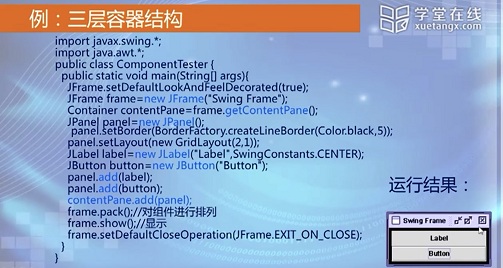 例：三层容器结构
学堂在线
xuetangx.com
import javax.swing.*;
import java.awt.*;
public class ComponentTester {
public static void main(String[] args){
JFrame.setDefaultLookAndFeelDecorated(true);
JFrame frame=new JFrame("Swing Frame");
Container contentPane=frame.getContentPane();
JPanel panel=new JPanel();
panel.setBorder(BorderFactory.createLineBorder(Color.black,5));
panel.setLayout(new GridLayout(2,1));
JLabel label=new JLabel("Label",SwingConstants.CENTER);
JButton button=new JButton("Button");
panel.add(label);
panel.add(button);
contentPane.add(panel);
frame.pack();//对组件进行排列
frame.show();//显示
frame.setDefaultCloseOperation(JFrame.EXIT_ON_CLOSE);
}
}
运行结果：
Swing Frame
Label
Button